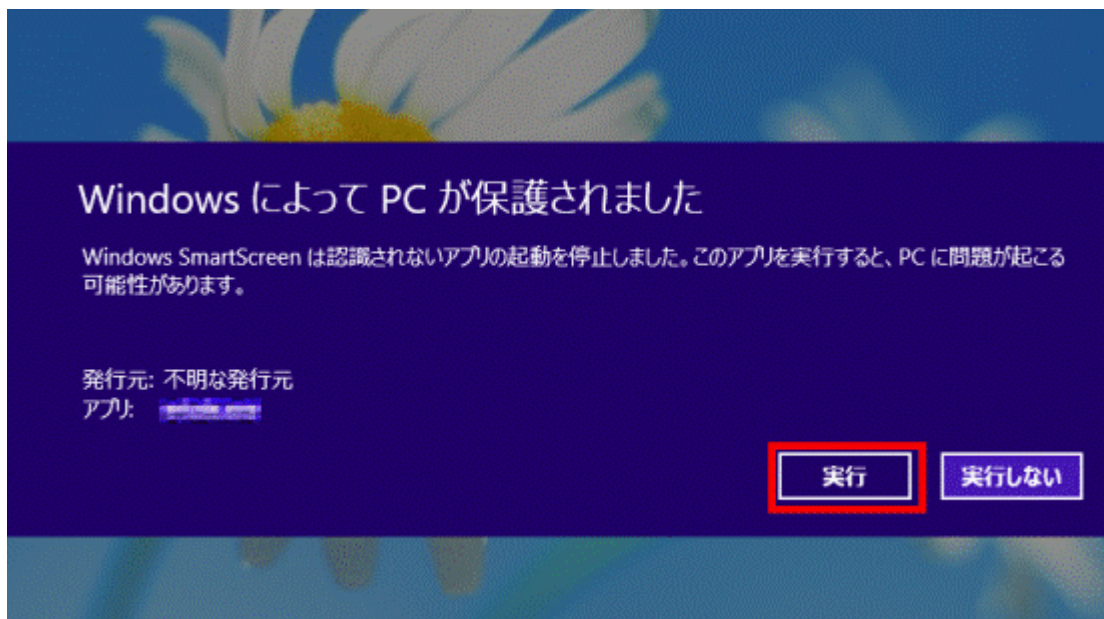 Windows によって PC が保護されました
Windows SmartScreen は認識されないアプリの起動を停止しました。このアプリを実行すると、PC に問題が起こる
可能性があります。
発行元: 不明な発行元
アプリ:
実行
実行しない